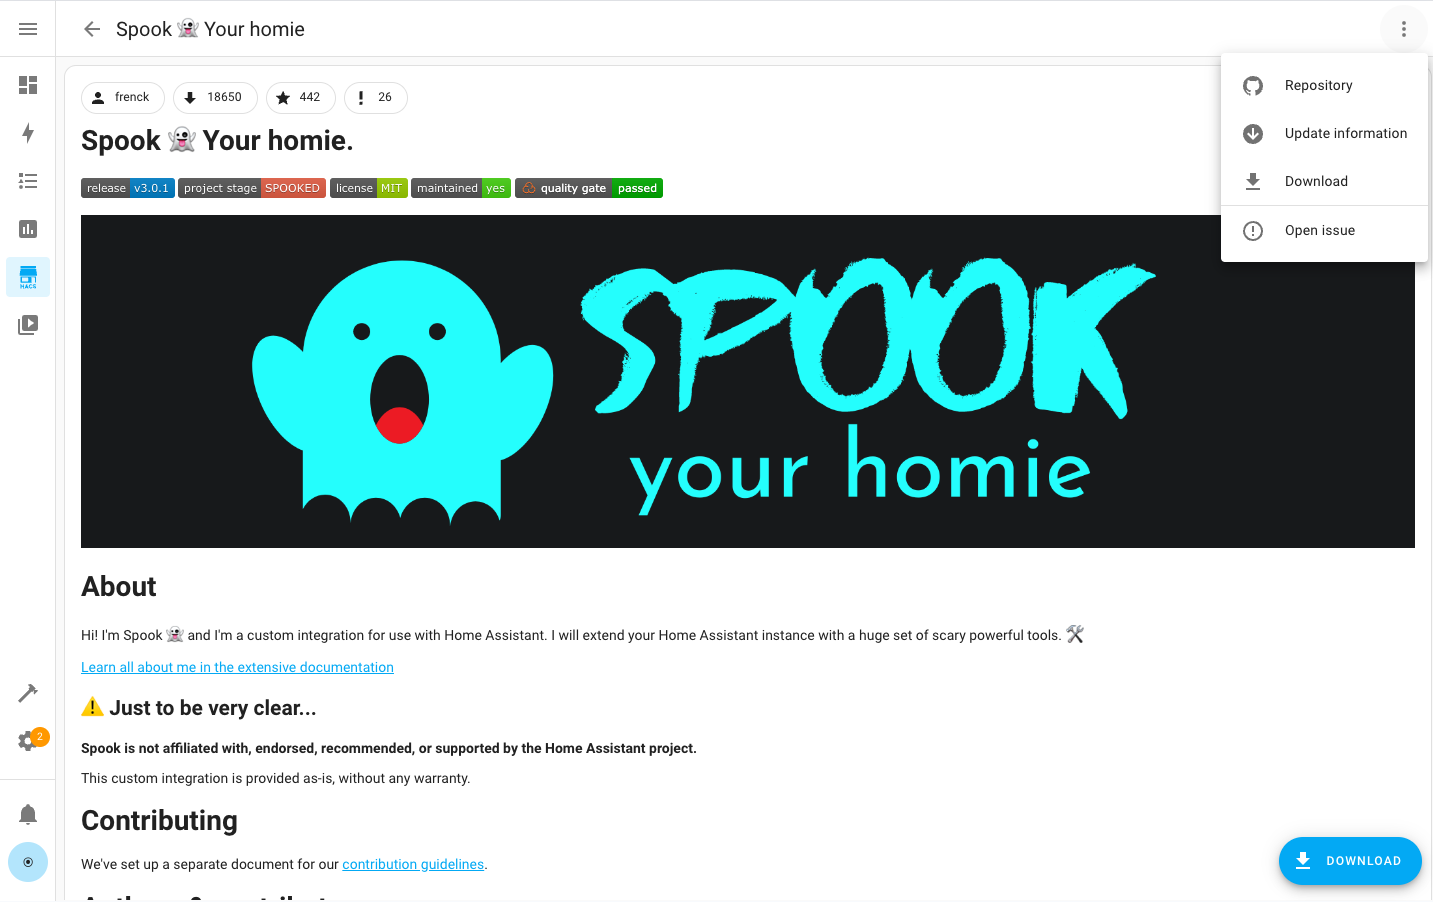 Spook 👻 Your homie
Repository
Update information
Download
Open issue
frenck
18650
442
26
Spook 👻 Your homie.
release v3.0.1 project stage SPOOKED license MIT maintained yes quality gate passed
SPOOK
your homie
HACS
About
Hi! I'm Spook 👻 and I'm a custom integration for use with Home Assistant. I will extend your Home Assistant instance with a huge set of scary powerful tools. 🛠️
Learn all about me in the extensive documentation
⚠️ Just to be very clear...
2
Spook is not affiliated with, endorsed, recommended, or supported by the Home Assistant project.
This custom integration is provided as-is, without any warranty.
Contributing
We've set up a separate document for our contribution guidelines.
DOWNLOAD